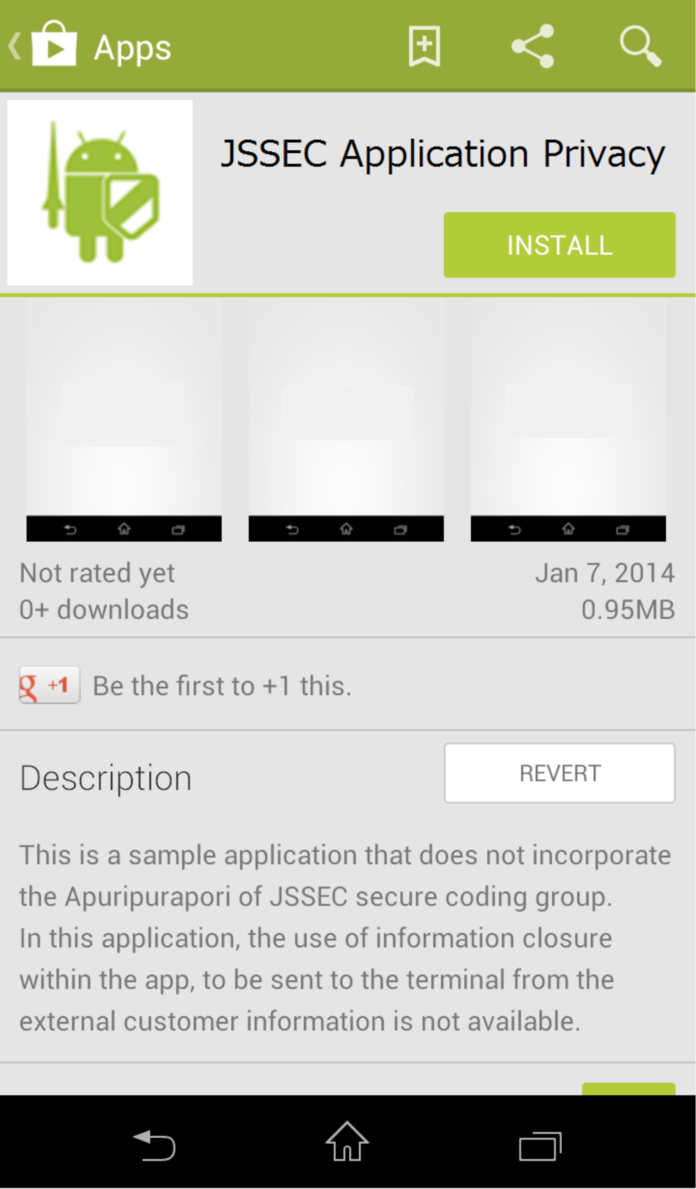 Apps
JSSEC Application Privacy
INSTALL
Not rated yet
Jan 7, 2014
0+ downloads
0.95MB
g +1 Be the first to +1 this.
Description
REVERT
This is a sample application that does not incorporate
the Apuripurapori of JSSEC secure coding group.
In this application, the use of information closure
within the app, to be sent to the terminal from the
external customer information is not available.